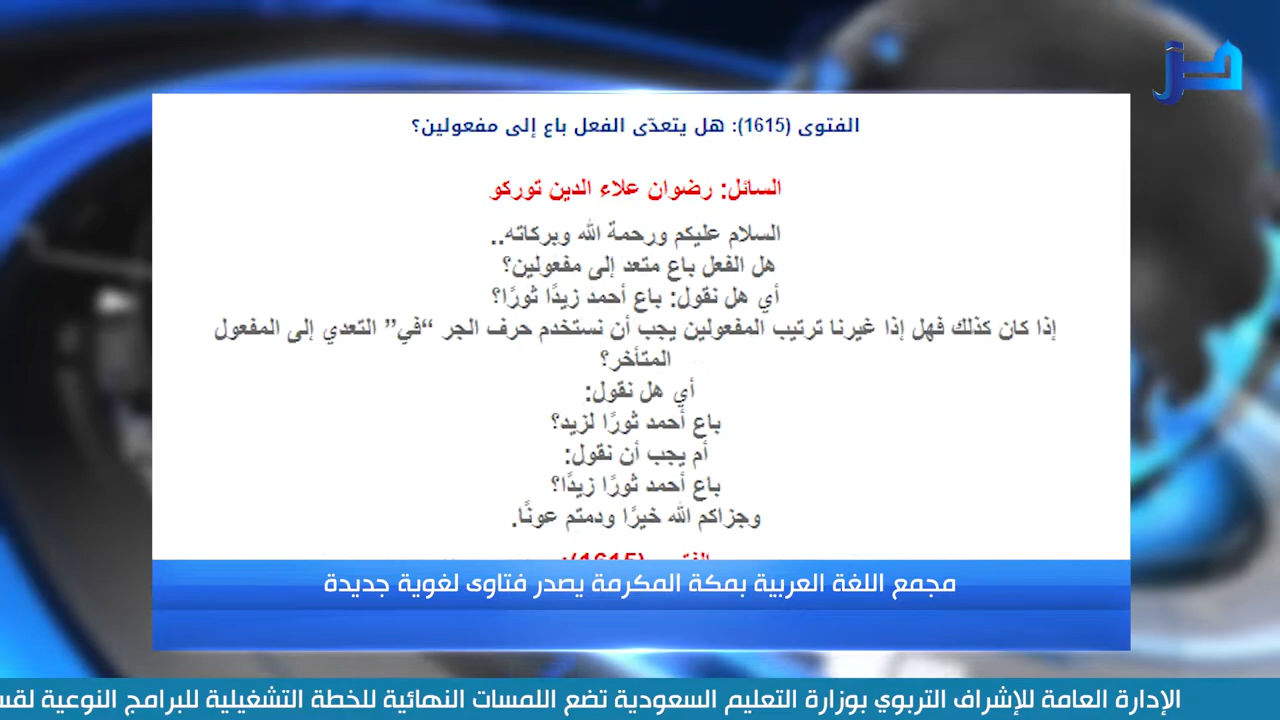 الفتوى (1615): هل يتعدّى الفعل باع إلى مفعولين؟
السائل: رضوان علاء الدين توركو
السلام عليكم ورحمة الله وبركاته..
هل الفعل باع متعد إلى مفعولين؟
أي هل نقول: باع أحمد زيدًا ثورًا؟
إذا كان كذلك فهل إذا غيرنا ترتيب المفعولين يجب أن نستخدم حرف الجر “في” التعدي إلى المفعول
المتأخر؟
أي هل نقول:
باع أحمد ثورًا لزيد؟
أم يجب أن نقول:
باع أحمد ثورًا زيدًا؟
وجزاكم الله خيرًا ودمتم عونًا.
مجمع اللغة العربية بمكة المكرمة يصدر فتاوى لغوية جديدة
الإدارة العامة للإشراف التربوي بوزارة التعليم السعودية تضع اللمسات النهائية للخطة التشغيلية للبرامج النوعية لقس